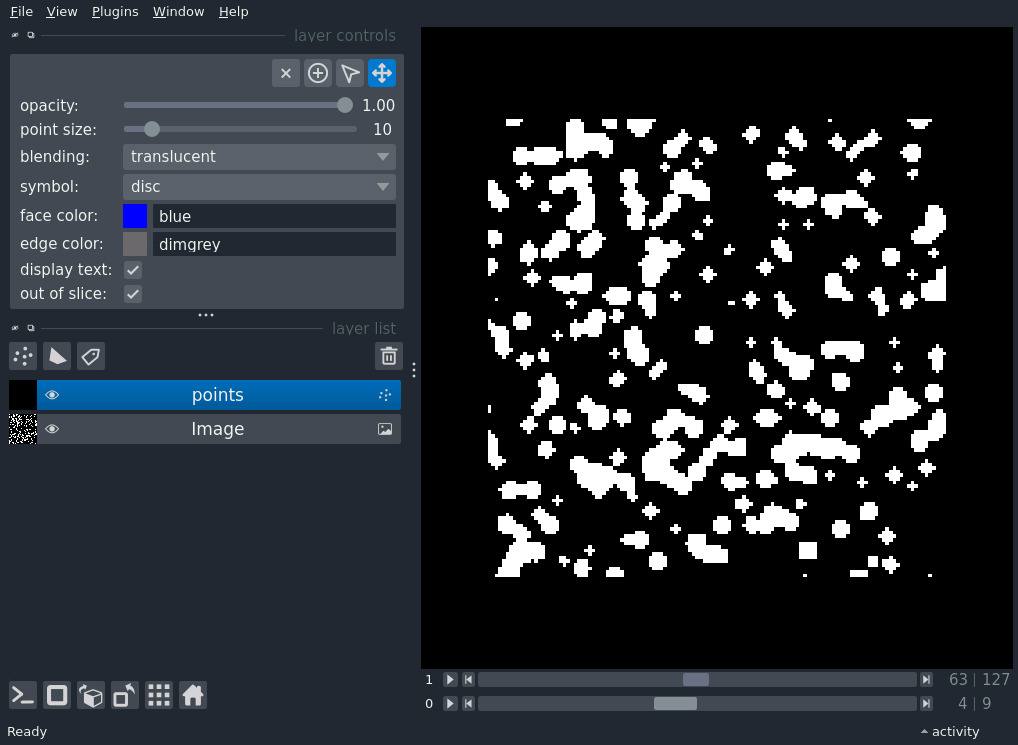 File View Plugins Window Help
layer controls
opacity: 1.00
point size: 10
blending: translucent
symbol: disc
face color: blue
edge color: dimgrey
display text:
out of slice:
layer list
points
Image
1 63 | 127
0 4 | 9
Ready activity